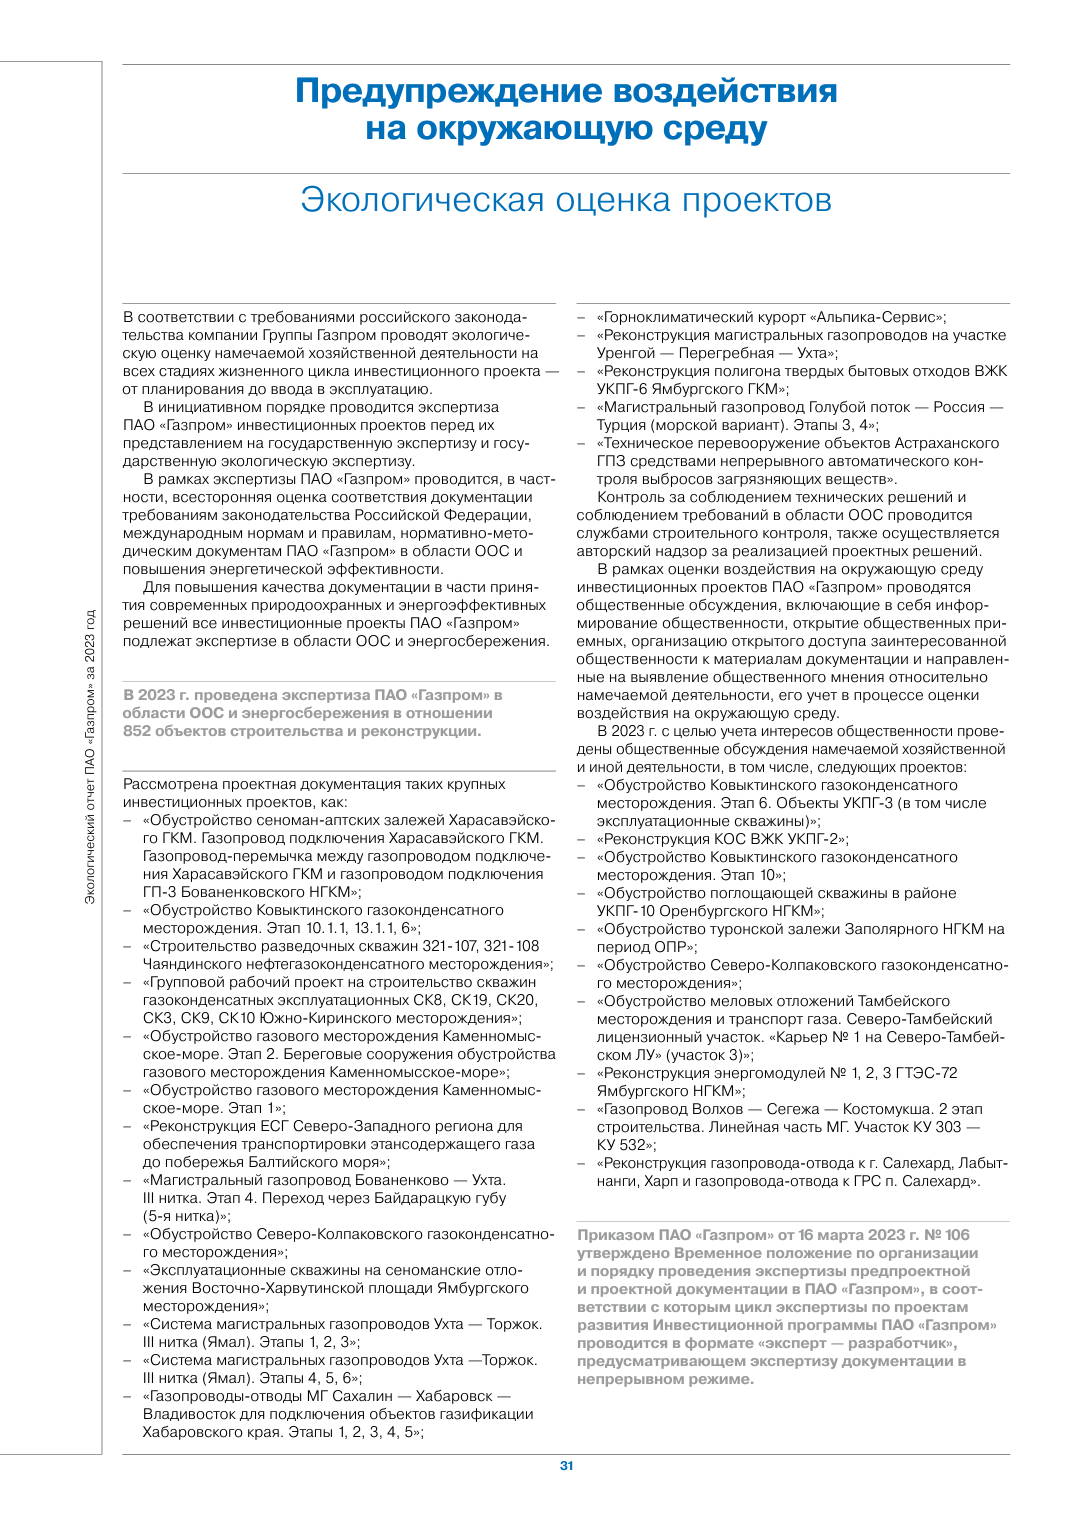 Предупреждение воздействия
на окружающую среду
Экологическая оценка проектов
В соответствии с требованиями российского законода-
тельства компании Группы Газпром проводят экологиче-
скую оценку намечаемой хозяйственной деятельности на
всех стадиях жизненного цикла инвестиционного проекта —
от планирования до ввода в эксплуатацию.
В инициативном порядке проводится экспертиза
ПАО «Газпром» инвестиционных проектов перед их
представлением на государственную экспертизу и госу-
дарственную экологическую экспертизу.
В рамках экспертизы ПАО «Газпром» проводится, в част-
ности, всесторонняя оценка соответствия документации
требованиям законодательства Российской Федерации,
международным нормам и правилам, нормативно-мето-
дическим документам ПАО «Газпром» в области ООС и
повышения энергетической эффективности.
Для повышения качества документации в части приня-
тия современных природоохранных и энергоэффективных
решений все инвестиционные проекты ПАО «Газпром»
подлежат экспертизе в области ООС и энергосбережения.
В 2023 г. проведена экспертиза ПАО «Газпром» в
области ООС и энергосбережения в отношении
852 объектов строительства и реконструкции.
Рассмотрена проектная документация таких крупных
инвестиционных проектов, как:
– «Обустройство сеноман-аптских залежей Харасавэйско-
го ГКМ. Газопровод подключения Харасавэйского ГКМ.
Газопровод-перемычка между газопроводом подключе-
ния Харасавэйского ГКМ и газопроводом подключения
ГП-3 Бованенковского НГКМ»;
– «Обустройство Ковыктинского газоконденсатного
месторождения. Этап 10.1.1, 13.1.1, 6»;
– «Строительство разведочных скважин 321-107, 321-108
Чаяндинского нефтегазоконденсатного месторождения»;
– «Групповой рабочий проект на строительство скважин
газоконденсатных эксплуатационных СК8, СК19, СК20,
СК3, СК9, СК10 Южно-Киринского месторождения»;
– «Обустройство газового месторождения Каменномыс-
ское-море. Этап 2. Береговые сооружения обустройства
газового месторождения Каменномысское-море»;
– «Обустройство газового месторождения Каменномыс-
ское-море. Этап 1»;
– «Реконструкция ЕСГ Северо-Западного региона для
обеспечения транспортировки этансодержащего газа
до побережья Балтийского моря»;
– «Магистральный газопровод Бованенково — Ухта.
III нитка. Этап 4. Переход через Байдарацкую губу
(5-я нитка)»;
– «Обустройство Северо-Колпаковского газоконденсатно-
го месторождения»;
– «Эксплуатационные скважины на сеноманские отло-
жения Восточно-Харвутинской площади Ямбургского
месторождения»;
– «Система магистральных газопроводов Ухта — Торжок.
III нитка (Ямал). Этапы 1, 2, 3»;
– «Система магистральных газопроводов Ухта —Торжок.
III нитка (Ямал). Этапы 4, 5, 6»;
– «Газопроводы-отводы МГ Сахалин — Хабаровск —
Владивосток для подключения объектов газификации
Хабаровского края. Этапы 1, 2, 3, 4, 5»;
– «Горноклиматический курорт «Альпика-Сервис»;
– «Реконструкция магистральных газопроводов на участке
Уренгой — Перегребная — Ухта»;
– «Реконструкция полигона твердых бытовых отходов ВЖК
УКПГ-6 Ямбургского ГКМ»;
– «Магистральный газопровод Голубой поток — Россия —
Турция (морской вариант). Этапы 3, 4»;
– «Техническое перевооружение объектов Астраханского
ГПЗ средствами непрерывного автоматического кон-
троля выбросов загрязняющих веществ».
Контроль за соблюдением технических решений и
соблюдением требований в области ООС проводится
службами строительного контроля, также осуществляется
авторский надзор за реализацией проектных решений.
В рамках оценки воздействия на окружающую среду
инвестиционных проектов ПАО «Газпром» проводятся
общественные обсуждения, включающие в себя инфор-
мирование общественности, открытие общественных при-
емных, организацию открытого доступа заинтересованной
общественности к материалам документации и направлен-
ные на выявление общественного мнения относительно
намечаемой деятельности, его учет в процессе оценки
воздействия на окружающую среду.
В 2023 г. с целью учета интересов общественности прове-
дены общественные обсуждения намечаемой хозяйственной
и иной деятельности, в том числе, следующих проектов:
– «Обустройство Ковыктинского газоконденсатного
месторождения. Этап 6. Объекты УКПГ-3 (в том числе
эксплуатационные скважины)»;
– «Реконструкция КОС ВЖК УКПГ-2»;
– «Обустройство Ковыктинского газоконденсатного
месторождения. Этап 10»;
– «Обустройство поглощающей скважины в районе
УКПГ-10 Оренбургского НГКМ»;
– «Обустройство туронской залежи Заполярного НГКМ на
период ОПР»;
– «Обустройство Северо-Колпаковского газоконденсатно-
го месторождения»;
– «Обустройство меловых отложений Тамбейского
месторождения и транспорт газа. Северо-Тамбейский
лицензионный участок. «Карьер № 1 на Северо-Тамбей-
ском ЛУ» (участок 3)»;
– «Реконструкция энергомодулей № 1, 2, 3 ГТЭС-72
Ямбургского НГКМ»;
– «Газопровод Волхов — Сегежа — Костомукша. 2 этап
строительства. Линейная часть МГ. Участок КУ 303 —
КУ 532»;
– «Реконструкция газопровода-отвода к г. Салехард, Лабыт-
нанги, Харп и газопровода-отвода к ГРС п. Салехард».
Приказом ПАО «Газпром» от 16 марта 2023 г. № 106
утверждено Временное положение по организации
и порядку проведения экспертизы предпроектной
и проектной документации в ПАО «Газпром», в соот-
ветствии с которым цикл экспертизы по проектам
развития Инвестиционной программы ПАО «Газпром»
проводится в формате «эксперт — разработчик»,
предусматривающем экспертизу документации в
непрерывном режиме.
Экологический отчет ПАО «Газпром» за 2023 год
31